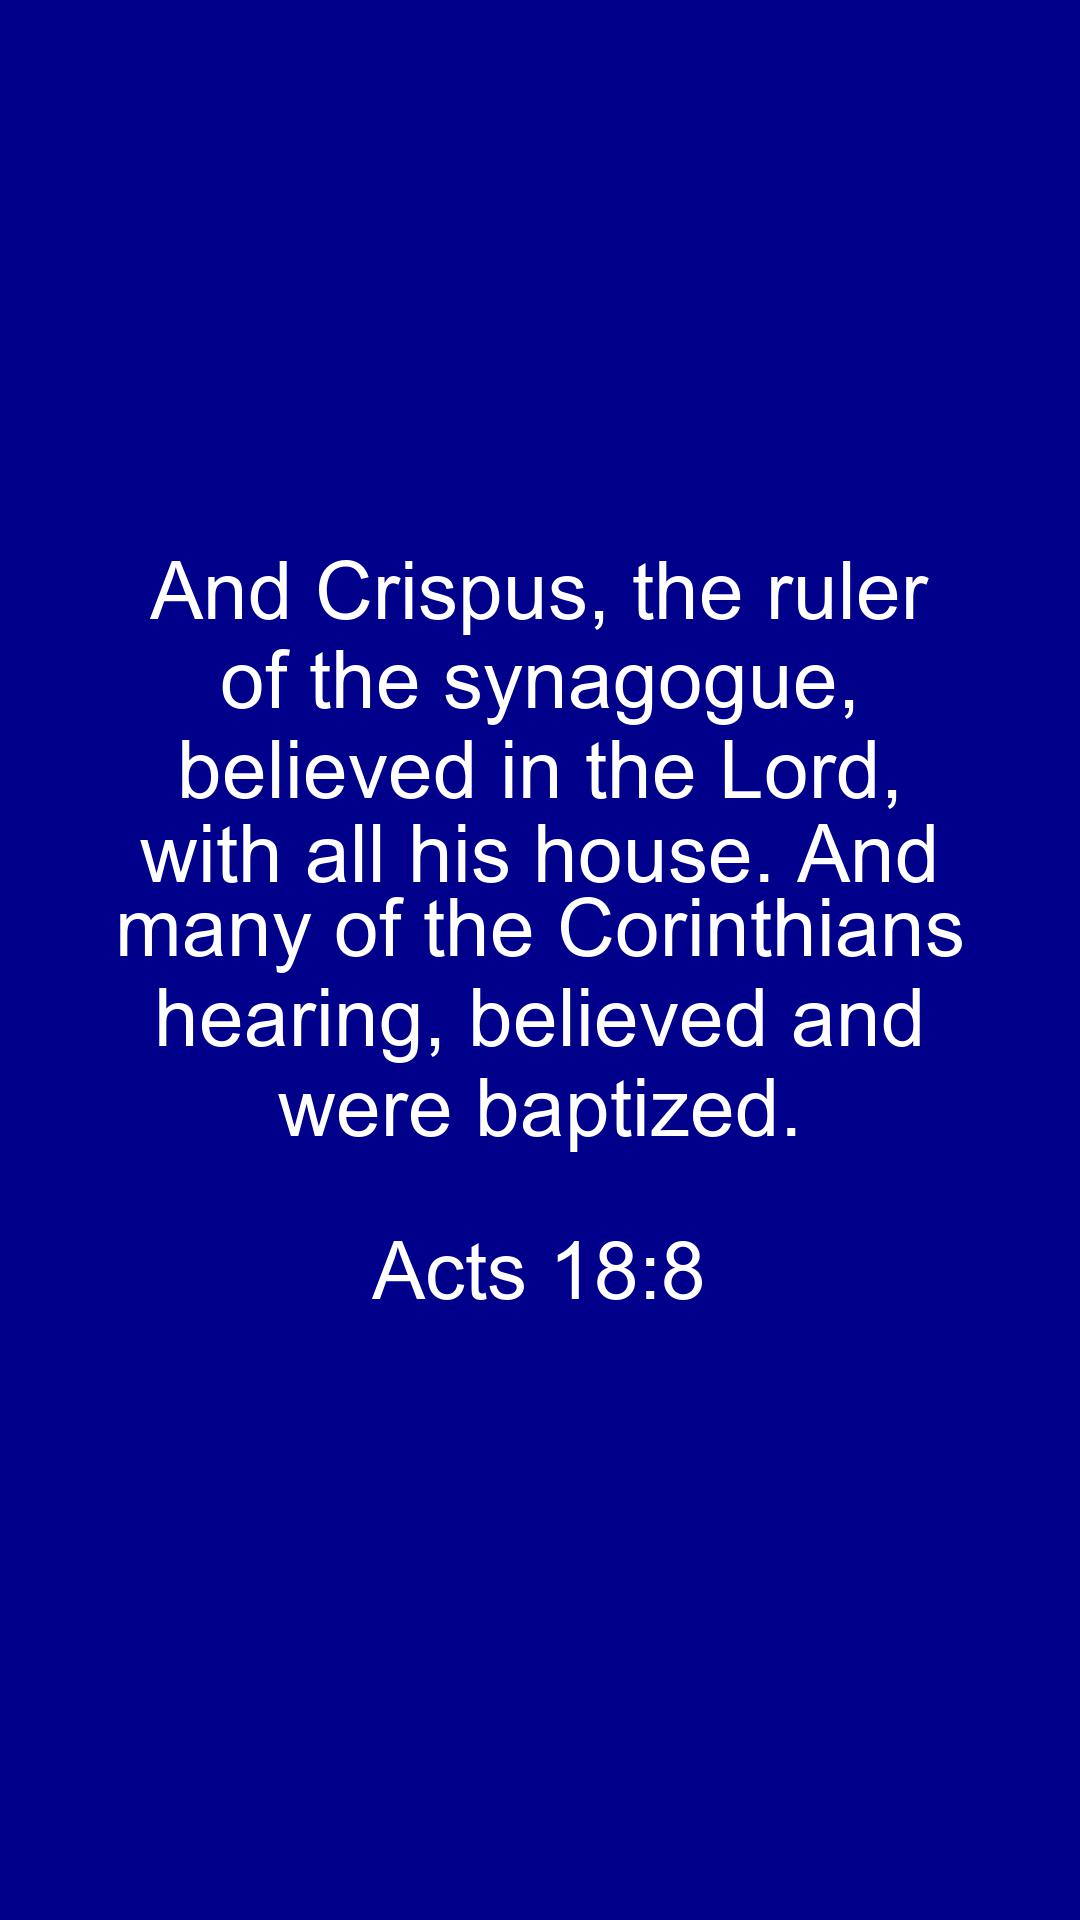 And Crispus, the ruler
of the synagogue,
believed in the Lord,
with all his house. And
many of the Corinthians
hearing, believed and
were baptized.
Acts 18:8